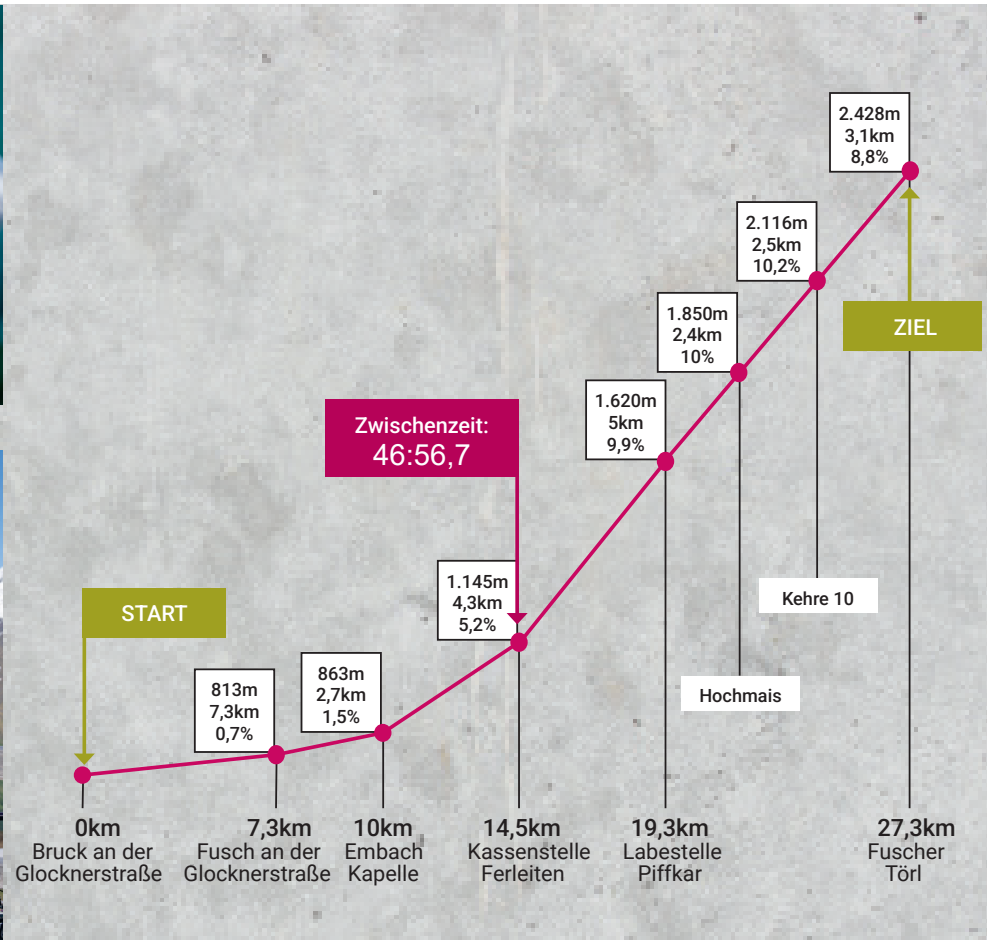 2.428m
3,1km
8,8%
2.116m
2,5km
10,2%
ZIEL
1.850m
2,4km
10%
1.620m
5km
9,9%
Zwischenzeit:
46:56,7
1.145m
4,3km
5,2%
START
Kehre 10
863m
2,7km
1,5%
813m
7,3km
0,7%
Hochmais
0km
Bruck an der
Glocknerstraße
7,3km
Fusch an der
Glocknerstraße
10km
Embach
Kapelle
14,5km
Kassenstelle
Ferleiten
19,3km
Labestelle
Piffkar
27,3km
Fuscher
Törl